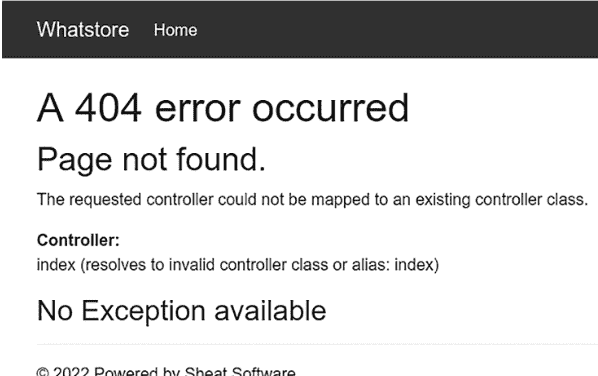 Whatstore Home
A 404 error occurred
Page not found.
The requested controller could not be mapped to an existing controller class.
Controller:
index (resolves to invalid controller class or alias: index)
No Exception available
© 2022 Powered by Sheat Software